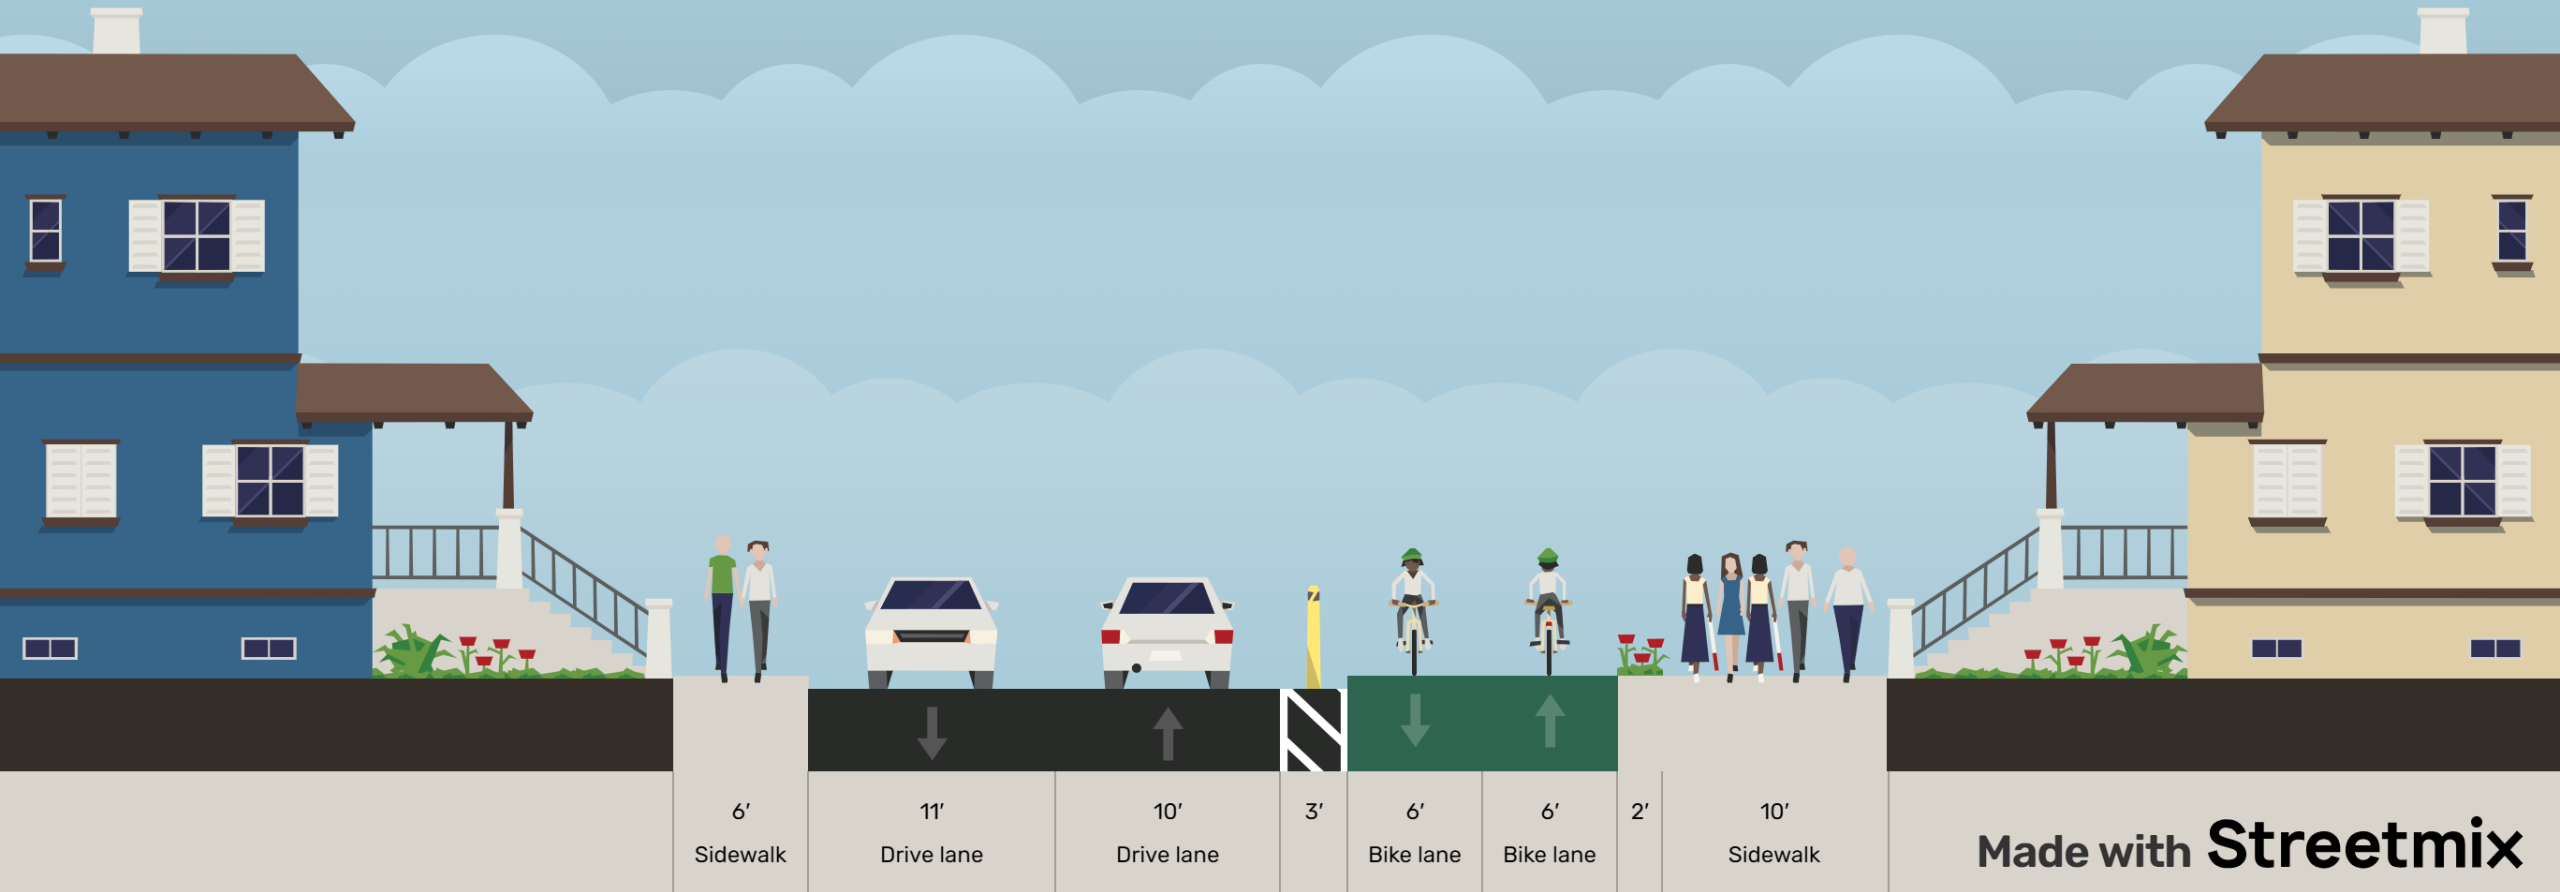 6′
Sidewalk
11′
Drive lane
10′
Drive lane
3′
6′
Bike lane
6′
Bike lane
2′
10′
Sidewalk
Made with Streetmix